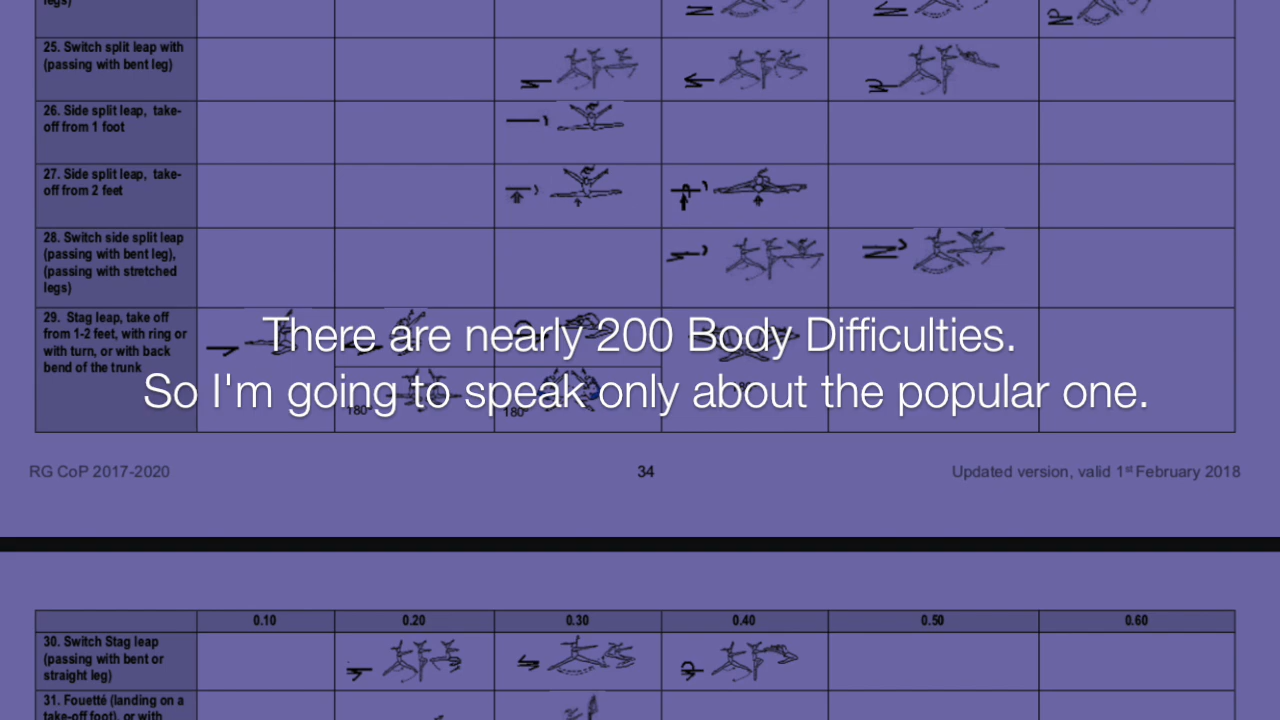 legs)
25. Switch split leap with
(passing with bent leg)
26. Side split leap, take-
off from 1 foot
27. Side split leap, take-
off from 2 feet
28. Switch side split leap
(passing with bent leg),
(passing with stretched
legs)
29. Stag leap, take off
from 1-2 feet, with ring or
with turn, or with back
bend of the trunk
180°
180°
There are nearly 200 Body Difficulties.
So I'm going to speak only about the popular one.
RG CoP 2017-2020
34
Updated version, valid 1st February 2018
0.10 0.20 0.30 0.40 0.50 0.60
30. Switch Stag leap
(passing with bent or
straight leg)
31. Fouetté (landing on a
take-off foot), or with